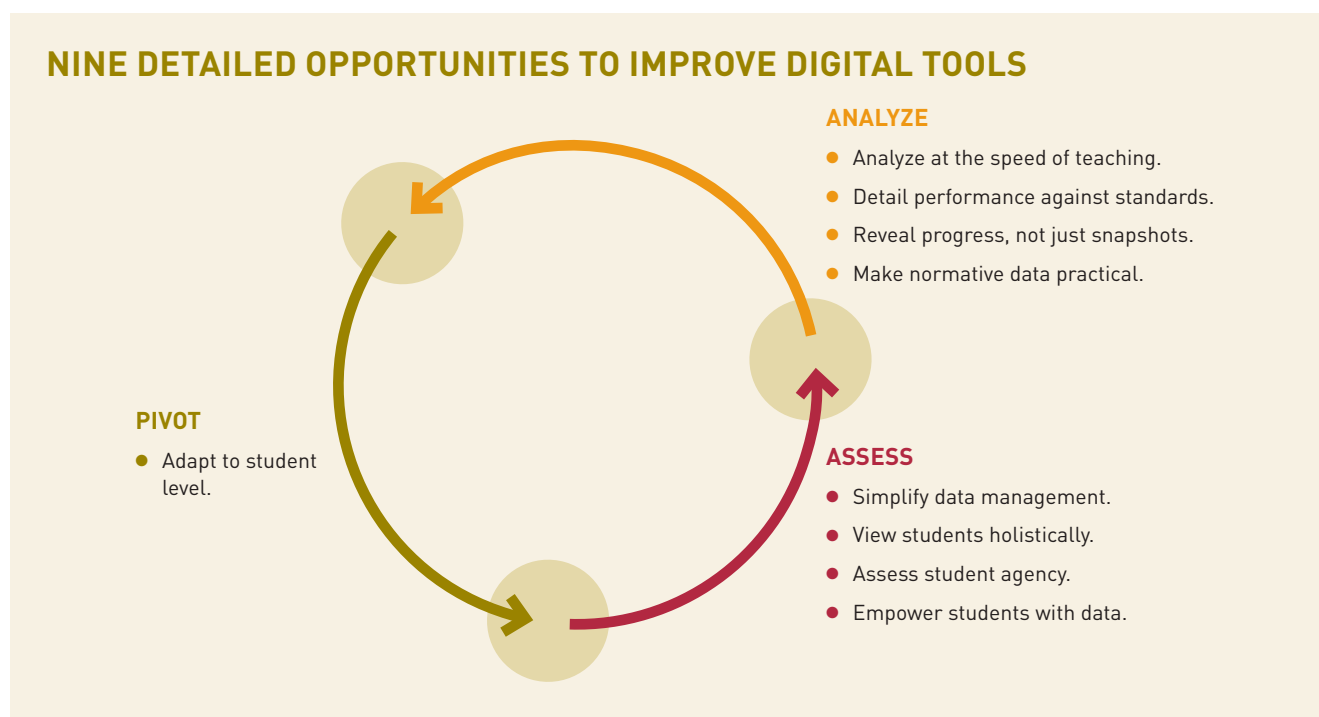 NINE DETAILED OPPORTUNITIES TO IMPROVE DIGITAL TOOLS
ANALYZE
Analyze at the speed of teaching.
Detail performance against standards.
Reveal progress, not just snapshots.
Make normative data practical.
PIVOT
Adapt to student
level.
ASSESS
Simplify data management.
View students holistically.
Assess student agency.
Empower students with data.